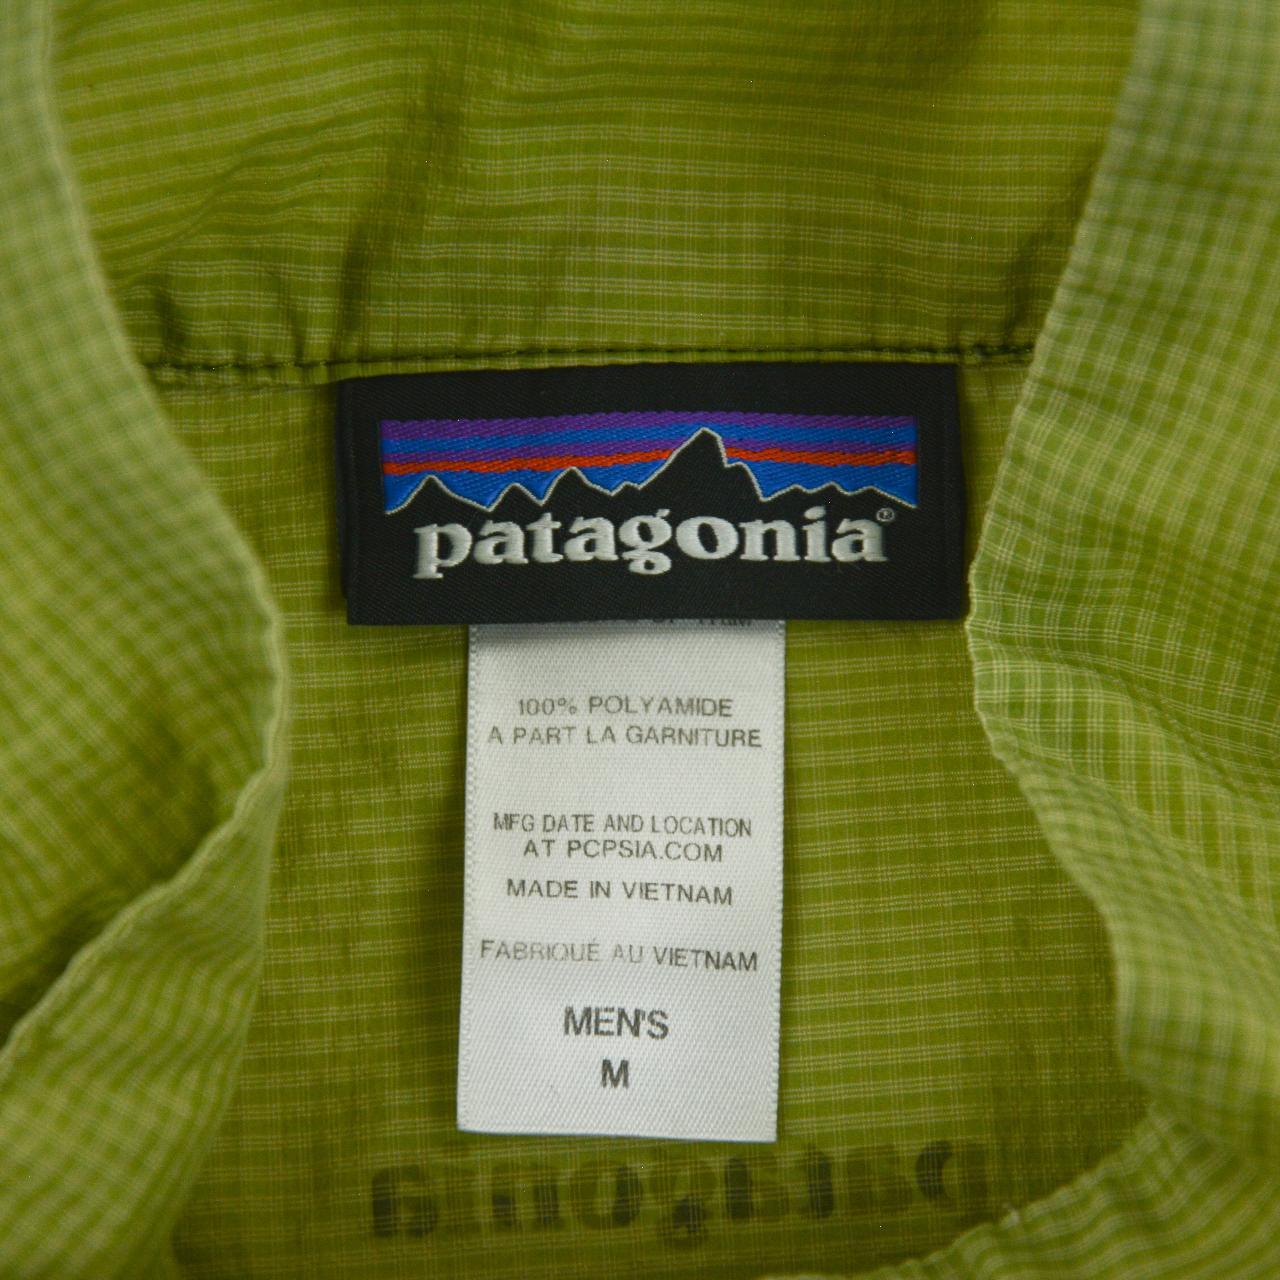 patagonia®
100% POLYAMIDE
A PART LA GARNITURE
MFG DATE AND LOCATION
AT PCPSIA.COM
MADE IN VIETNAM
FABRIQUÉ AU VIETNAM
MEN'S
M
patagonia